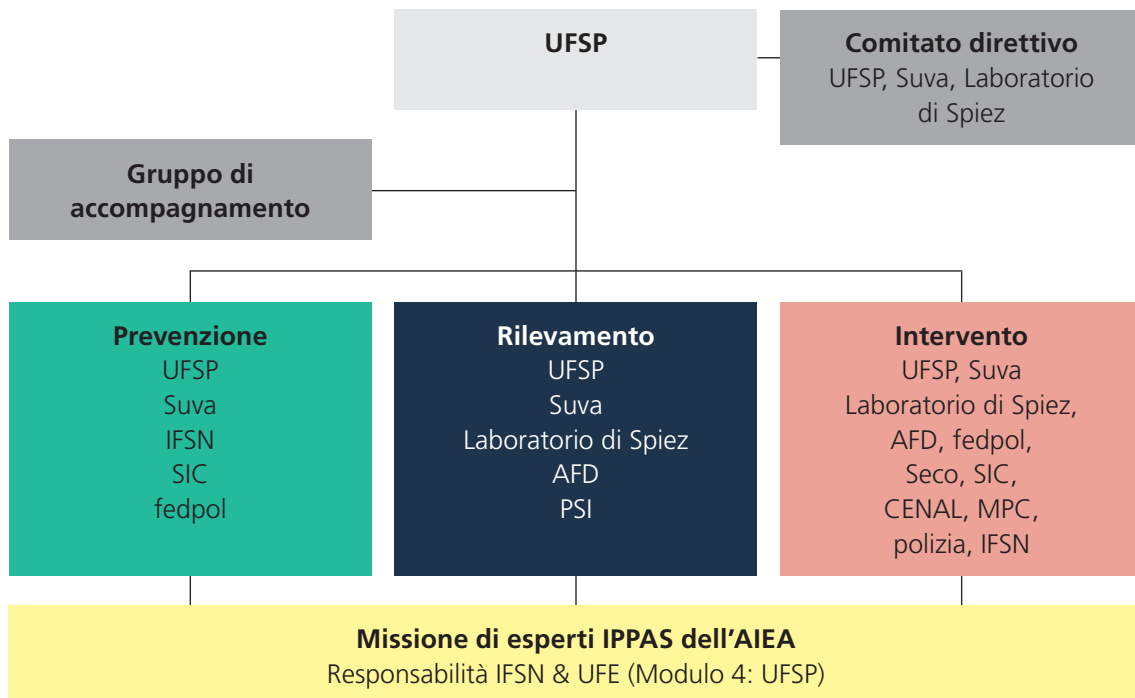 UFSP
Comitato direttivo
UFSP, Suva, Laboratorio
di Spiez
Gruppo di
accompagnamento
Prevenzione
UFSP
Suva
IFSN
SIC
fedpol
Rilevamento
UFSP
Suva
Laboratorio di Spiez
AFD
PSI
Intervento
UFSP, Suva
Laboratorio di Spiez,
AFD, fedpol,
Seco, SIC,
CENAL, MPC,
polizia, IFSN
Missione di esperti IPPAS dell'AIEA
Responsabilità IFSN & UFE (Modulo 4: UFSP)